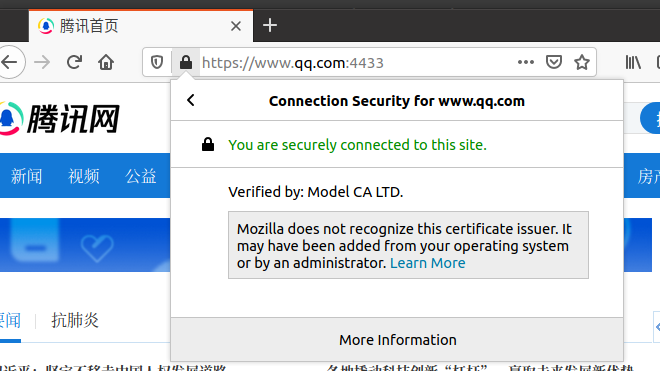 腾讯首页
https://www.qq.com:4433
Connection Security for www.qq.com
腾讯网
You are securely connected to this site.
新闻 视频 公益
房产
Verified by: Model CA LTD.
Mozilla does not recognize this certificate issuer. It
may have been added from your operating system
or by an administrator. Learn More
要闻 | 抗肺炎
More Information